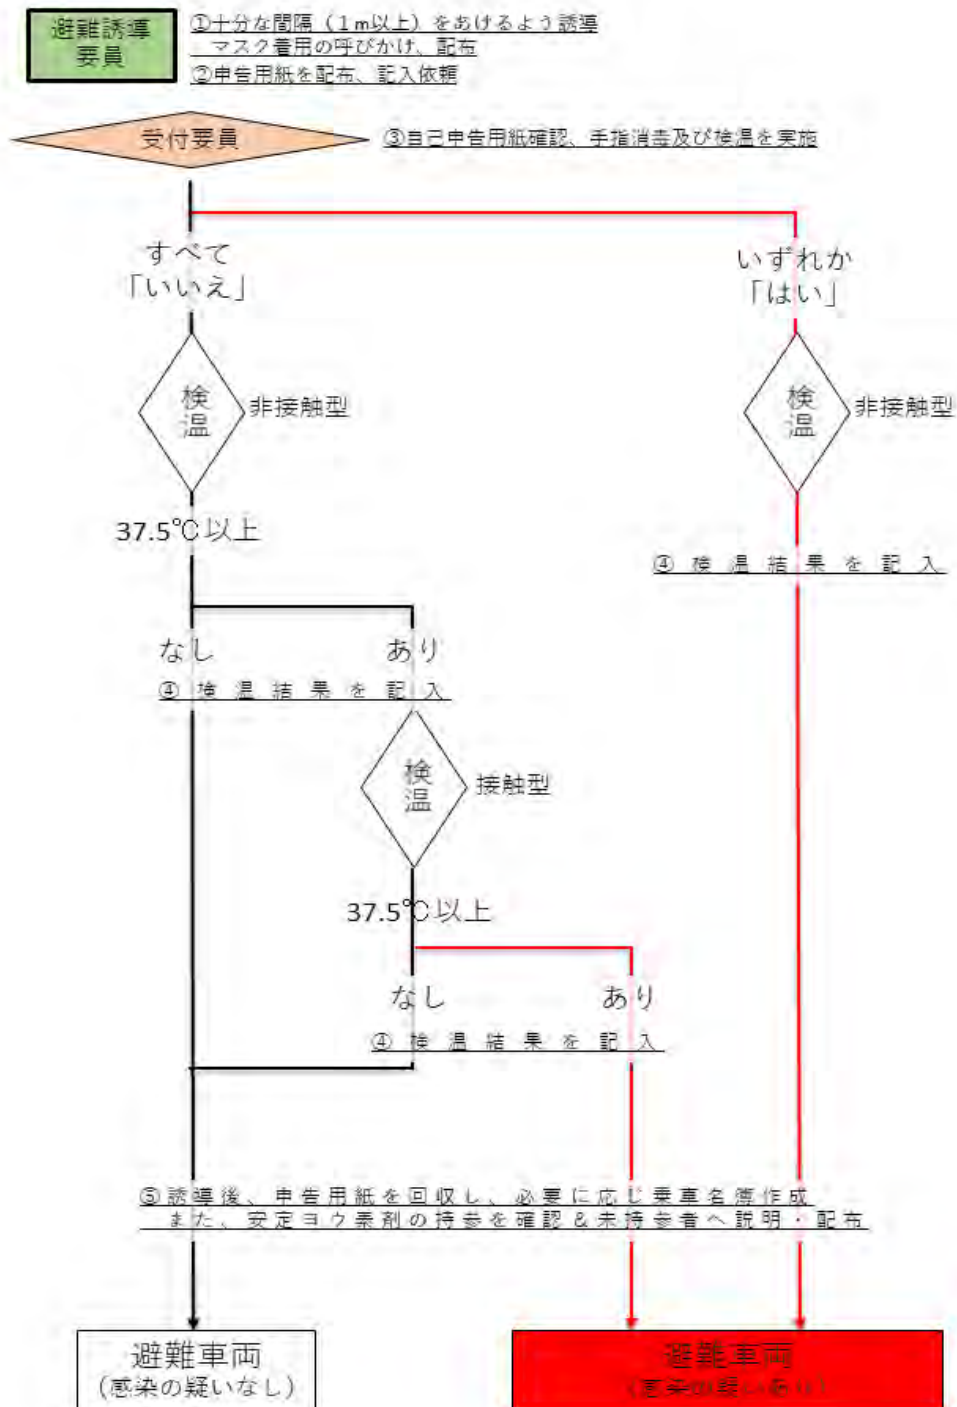 避難誘導
要員
①十分な間隔（１ｍ以上）をあけるよう誘導
マスク着用の呼びかけ、配布
②申告用紙を配布、記入依頼
受付要員
③自己申告用紙確認、手指消毒及び検温を実施
すべて
「いいえ」
いずれか
「はい」
検
温
非接触型
検
温
非接触型
37.5℃以上
④検温結果を記入
なし
あり
④検温結果を記入
検
温
接触型
37.5℃以上
なし
あり
④検温結果を記入
⑤誘導後、申告用紙を回収し、必要に応じ乗車名簿作成
また、安定ヨウ素剤の持参を確認＆未持参者へ説明・配布
避難車両
(感染の疑いなし)
避難車両
(感染の疑いあり)